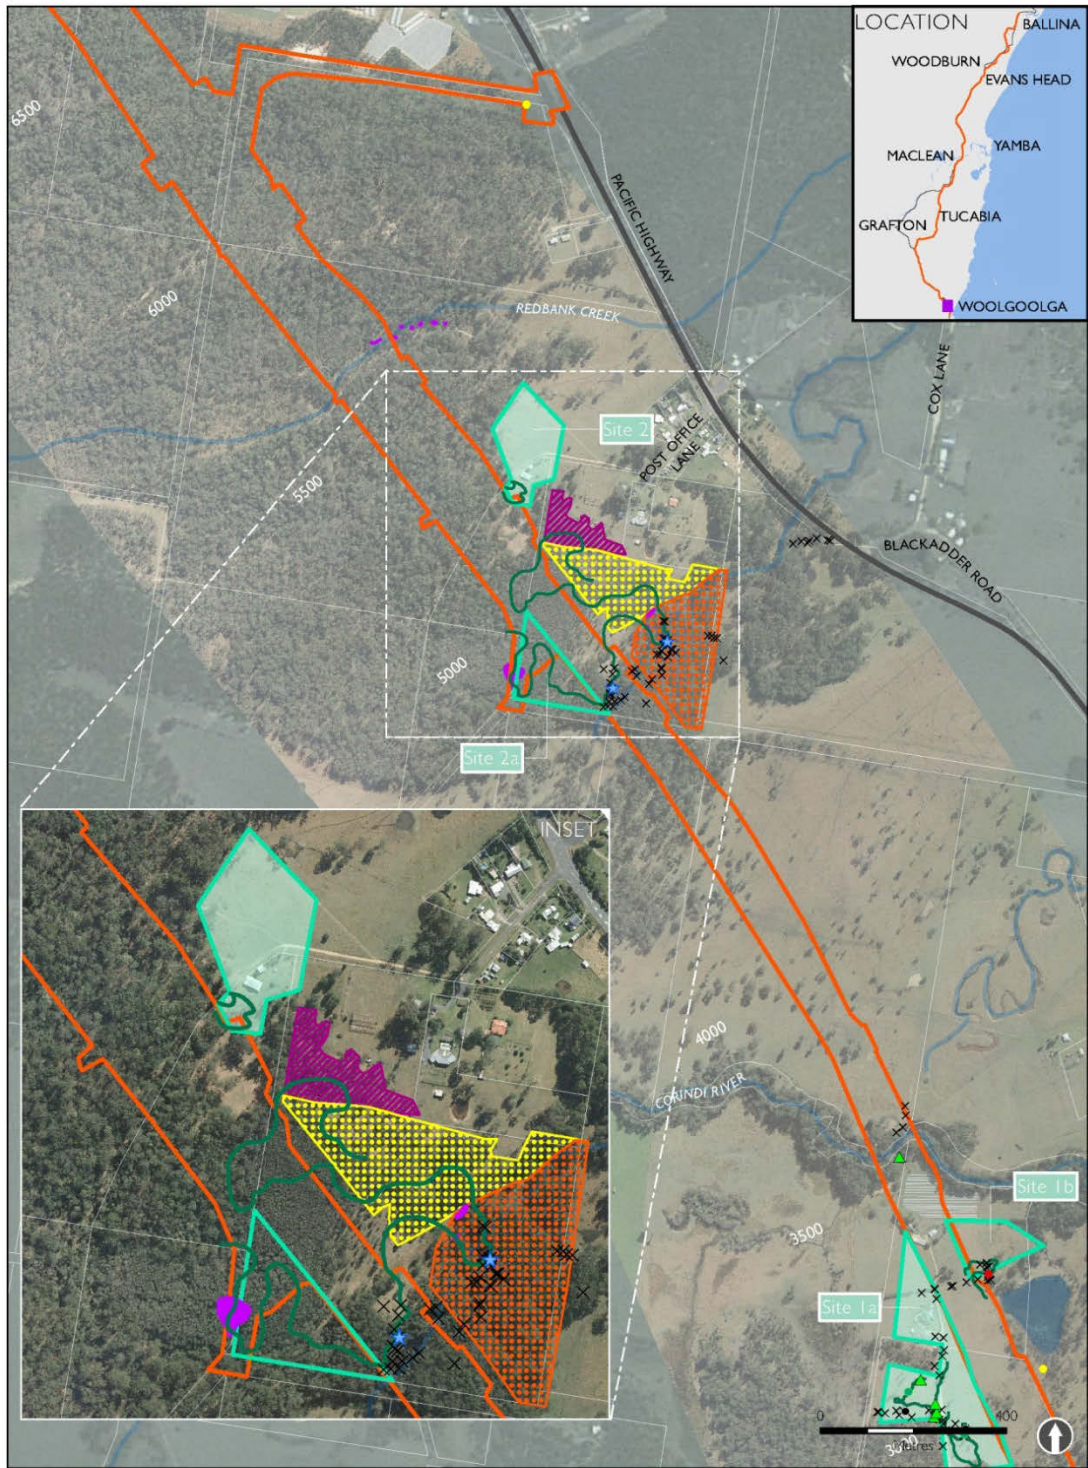 LOCATION
BALLINA
WOODBURN
EVANS HEAD
MACLEAN
YAMBA
TUCABIA
GRAFTON
WOOLGOOLGA
6500
PACIFIC HIGHWAY
6000
REDBANK CREEK
COX LANE
Site 2
POST OFFICE
LANE
5500
BLACKADDER ROAD
5000
Site 2a
INSET
4000
CORINDI RIVER
Site 1b
3500
Site 1a
0
400
Metres